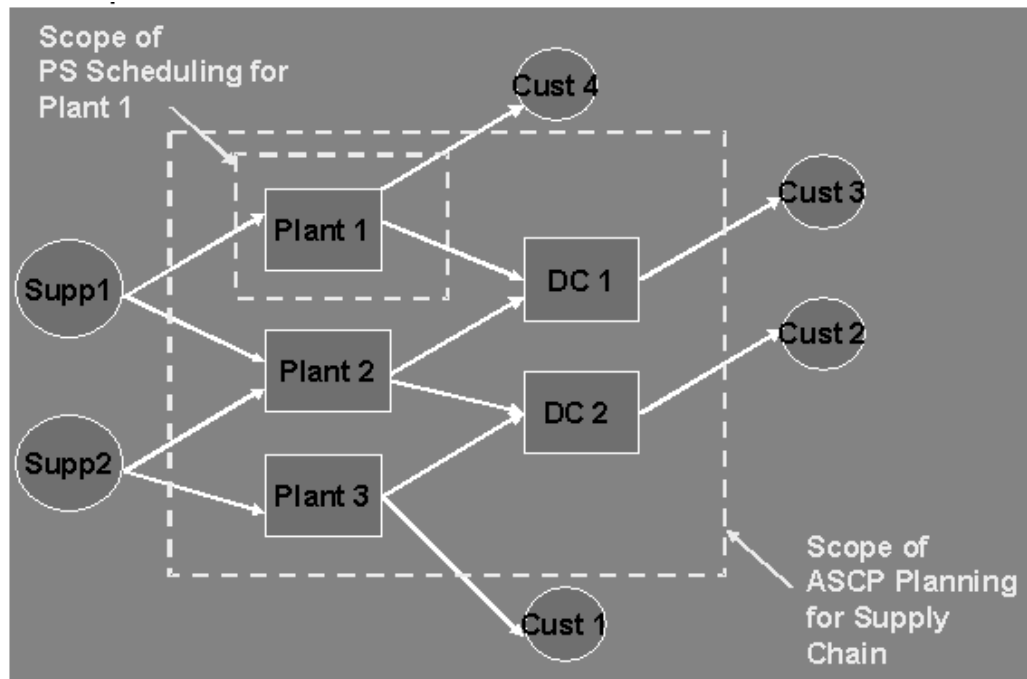 Scope of
PS Scheduling for
Plant 1
Cust 4
Cust 3
Plant 1
DC 1
Supp1
Cust 2
Plant 2
DC 2
Supp2
Plant 3
Scope of
ASCP Planning
for Supply
Chain
Cust 1